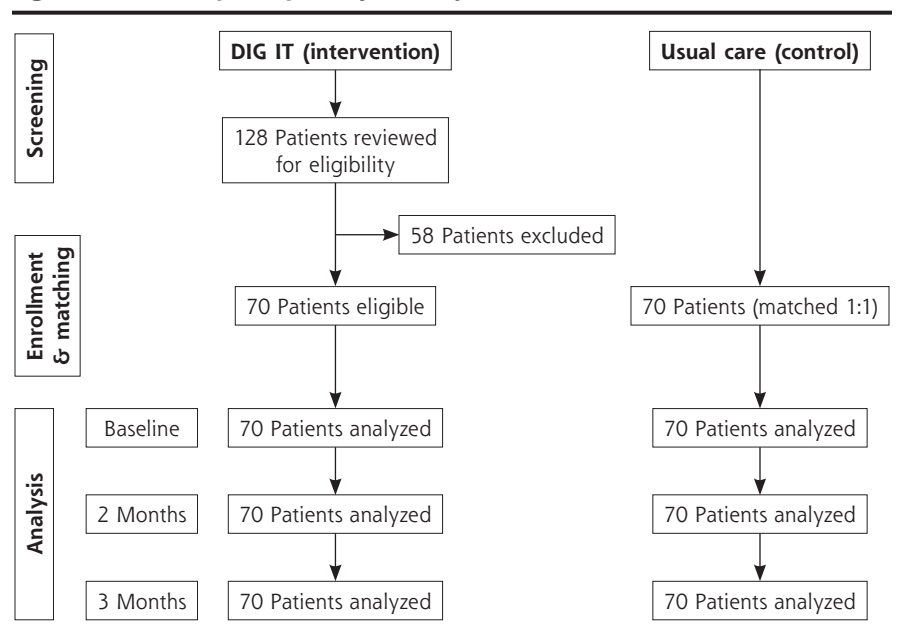 DIG IT (intervention)
Usual care (control)
Screening
128 Patients reviewed
for eligibility
58 Patients excluded
Enrollment
& matching
70 Patients eligible
70 Patients (matched 1:1)
Analysis
Baseline
70 Patients analyzed
70 Patients analyzed
2 Months
70 Patients analyzed
70 Patients analyzed
3 Months
70 Patients analyzed
70 Patients analyzed